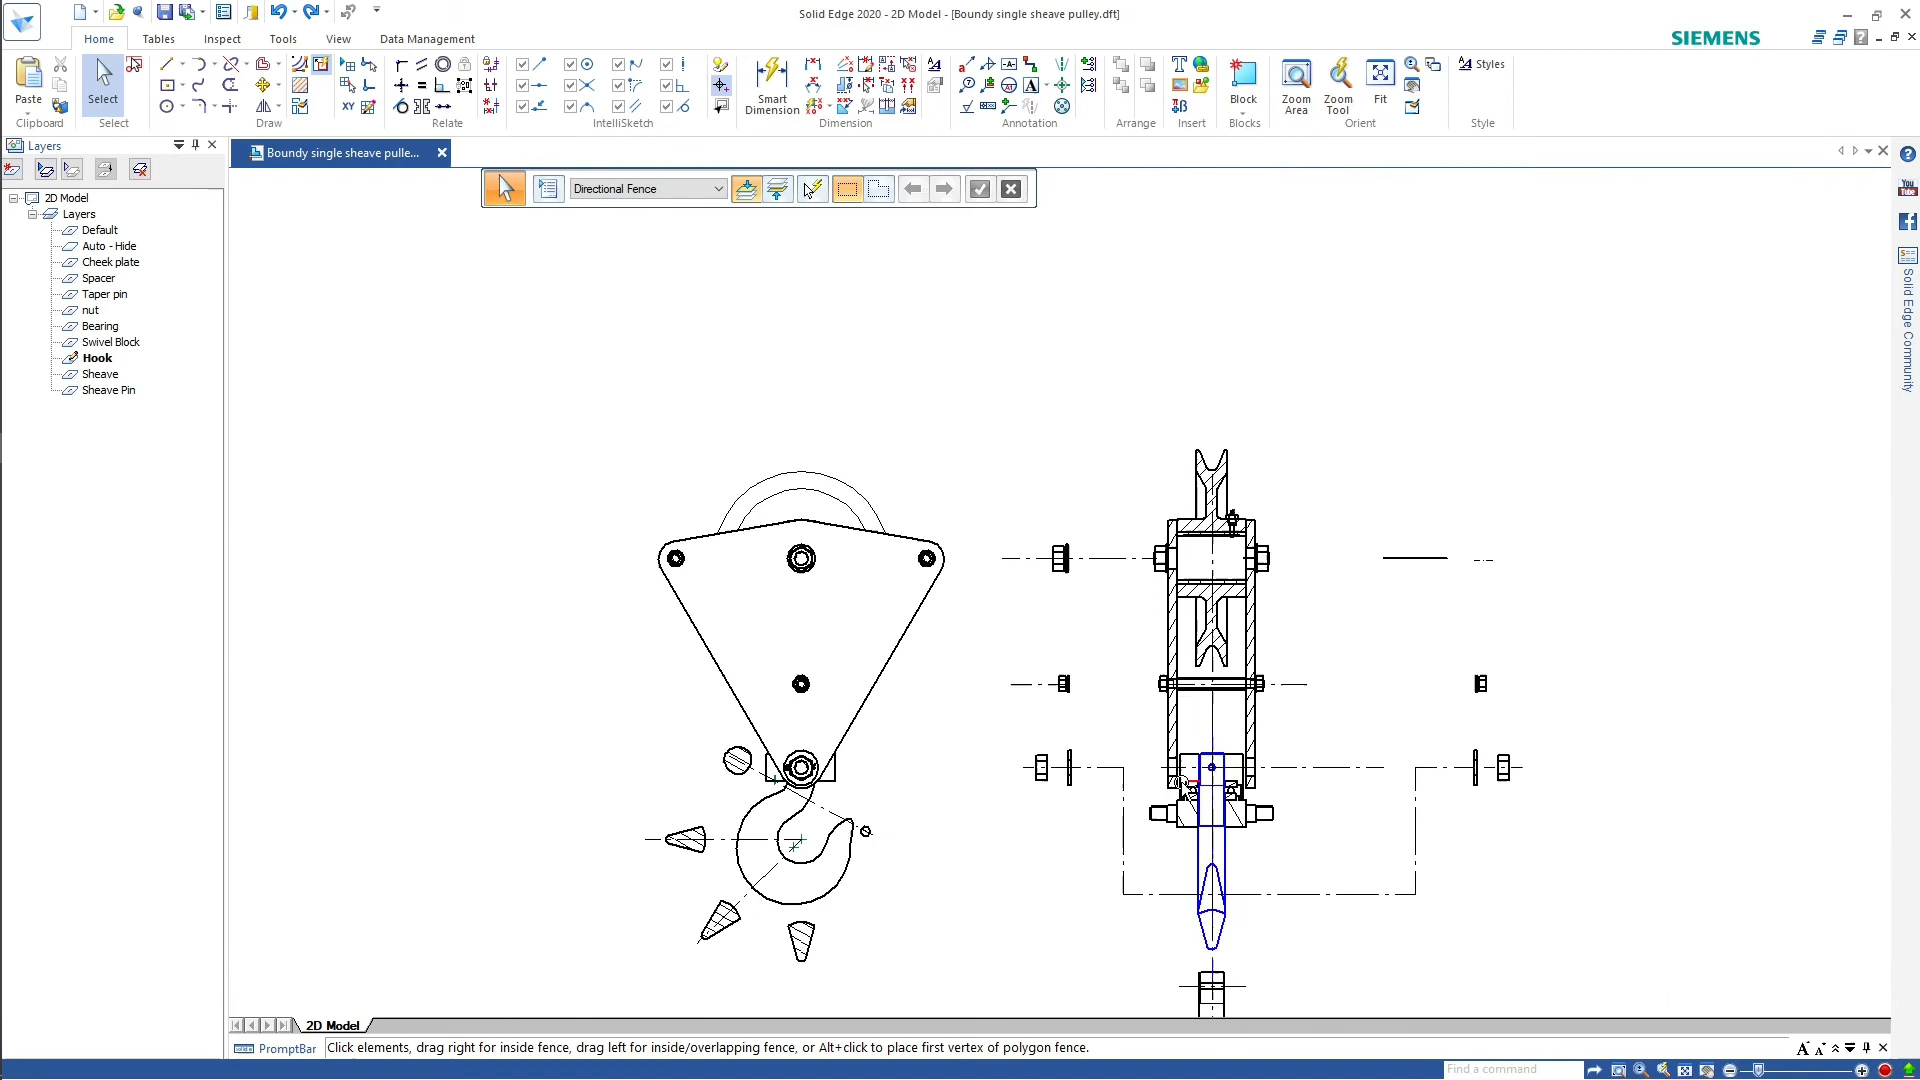 Solid Edge 2020 - 2D Model - [Boundy single sheave pulley.dft]
Home
Tables
Inspect
Tools
View
Data Management
SIEMENS
Paste
Clipboard
Select
Select
Draw
XY
Relate
IntelliSketch
Smart Dimension
Dimension
Annotation
Arrange
Insert
Block
Blocks
Zoom Area
Zoom Tool
Fit
Orient
Styles
Style
Layers
Boundy single sheave pulle...
Directional Fence
2D Model
Layers
Default
Auto - Hide
Cheek plate
Spacer
Taper pin
nut
Bearing
Swivel Block
Hook
Sheave
Sheave Pin
You Tube
Solid Edge Community
2D Model
PromptBar
Click elements, drag right for inside fence, drag left for inside/overlapping fence, or Alt+click to place first vertex of polygon fence.
Find a command